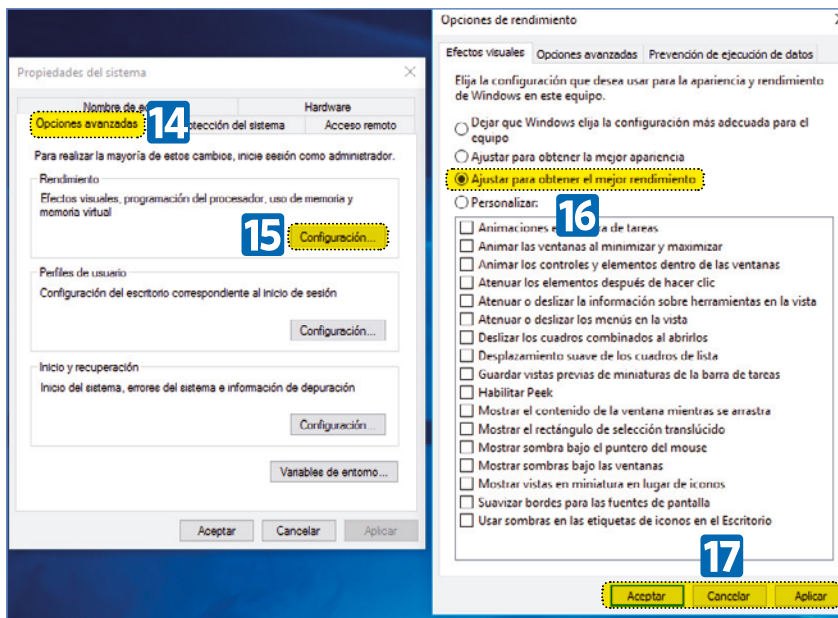 Propiedades del sistema
Nombre de
Hardware
Opciones avanzadas
14
del sistema
Acceso remoto
Para realizar la mayoría de estos cambios, inicie sesión como administrador.
Rendimiento
Efectos visuales, programación del procesador, uso de memoria y
memoria virtual
15
Configuración...
Perfiles de usuario
Configuración del escritorio correspondiente al inicio de sesión
Configuración...
Inicio y recuperación
Inicio del sistema, errores del sistema e información de depuración
Configuración...
Variables de entorno...
Aceptar
Cancelar
Aplicar
Opciones de rendimiento
Efectos visuales
Opciones avanzadas
Prevención de ejecución de datos
Elija la configuración que desea usar para la apariencia y rendimiento
de Windows en este equipo.
Dejar que Windows elija la configuración más adecuada para el
equipo
Ajustar para obtener la mejor apariencia
Ajustar para obtener el mejor rendimiento
Personalizar:
16
Animaciones de tareas
Animar las ventanas al minimizar y maximizar
Animar los controles y elementos dentro de las ventanas
Atenuar los elementos después de hacer clic
Atenuar o deslizar la información sobre herramientas en la vista
Atenuar o deslizar los menús en la vista
Deslizar los cuadros combinados al abrirlos
Desplazamiento suave de los cuadros de lista
Guardar vistas previas de miniaturas de la barra de tareas
Habilitar Peek
Mostrar el contenido de la ventana mientras se arrastra
Mostrar el rectángulo de selección translúcido
Mostrar sombra bajo el puntero del mouse
Mostrar sombras bajo las ventanas
Mostrar vistas en miniatura en lugar de iconos
Suavizar bordes para las fuentes de pantalla
Usar sombras en las etiquetas de iconos en el Escritorio
17
Aceptar
Cancelar
Aplicar